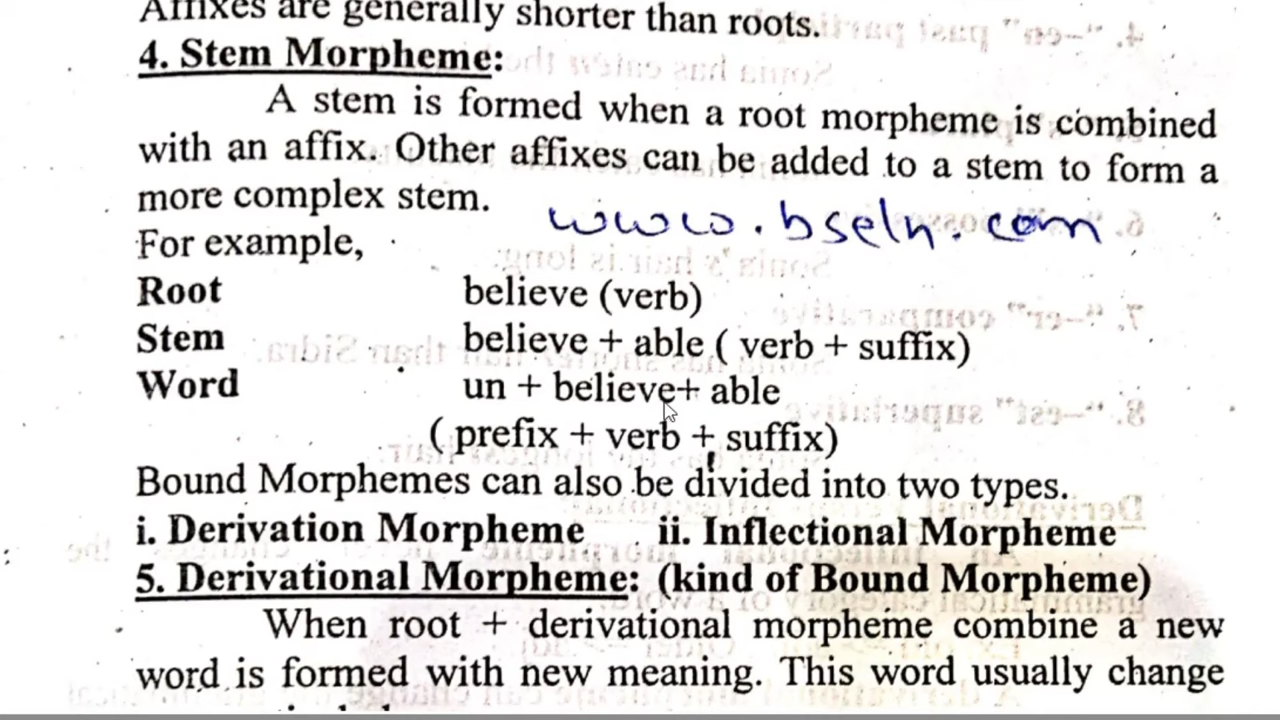 Affixes are generally shorter than roots.
4. Stem Morpheme:
A stem is formed when a root morpheme is combined
with an affix. Other affixes can be added to a stem to form a
more complex stem.
www.bseln.com
For example,
Root believe (verb)
Stem believe + able ( verb + suffix)
Word un + believe+ able
( prefix + verb + suffix)
Bound Morphemes can also be divided into two types.
i. Derivation Morpheme ii. Inflectional Morpheme
5. Derivational Morpheme: (kind of Bound Morpheme)
When root + derivational morpheme combine a new
word is formed with new meaning. This word usually change